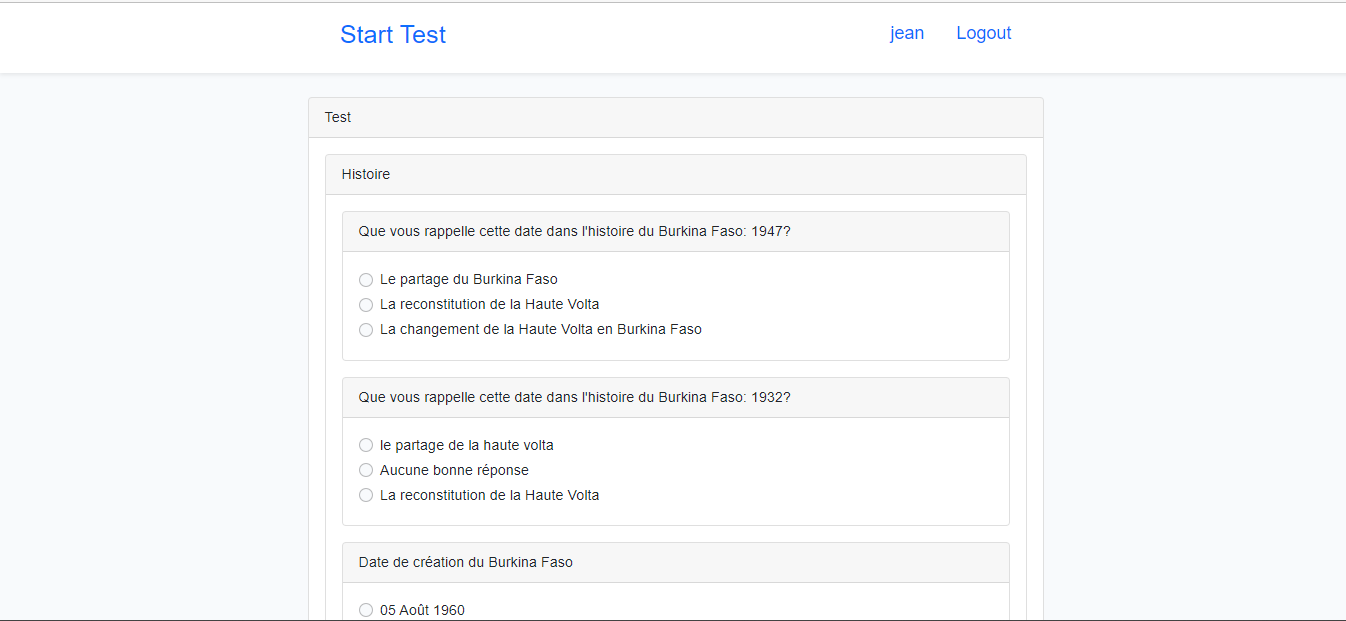 Start Test
jean
Logout
Test
Histoire
Que vous rappelle cette date dans l'histoire du Burkina Faso: 1947?
Le partage du Burkina Faso
La reconstitution de la Haute Volta
La changement de la Haute Volta en Burkina Faso
Que vous rappelle cette date dans l'histoire du Burkina Faso: 1932?
le partage de la haute volta
Aucune bonne réponse
La reconstitution de la Haute Volta
Date de création du Burkina Faso
05 Août 1960